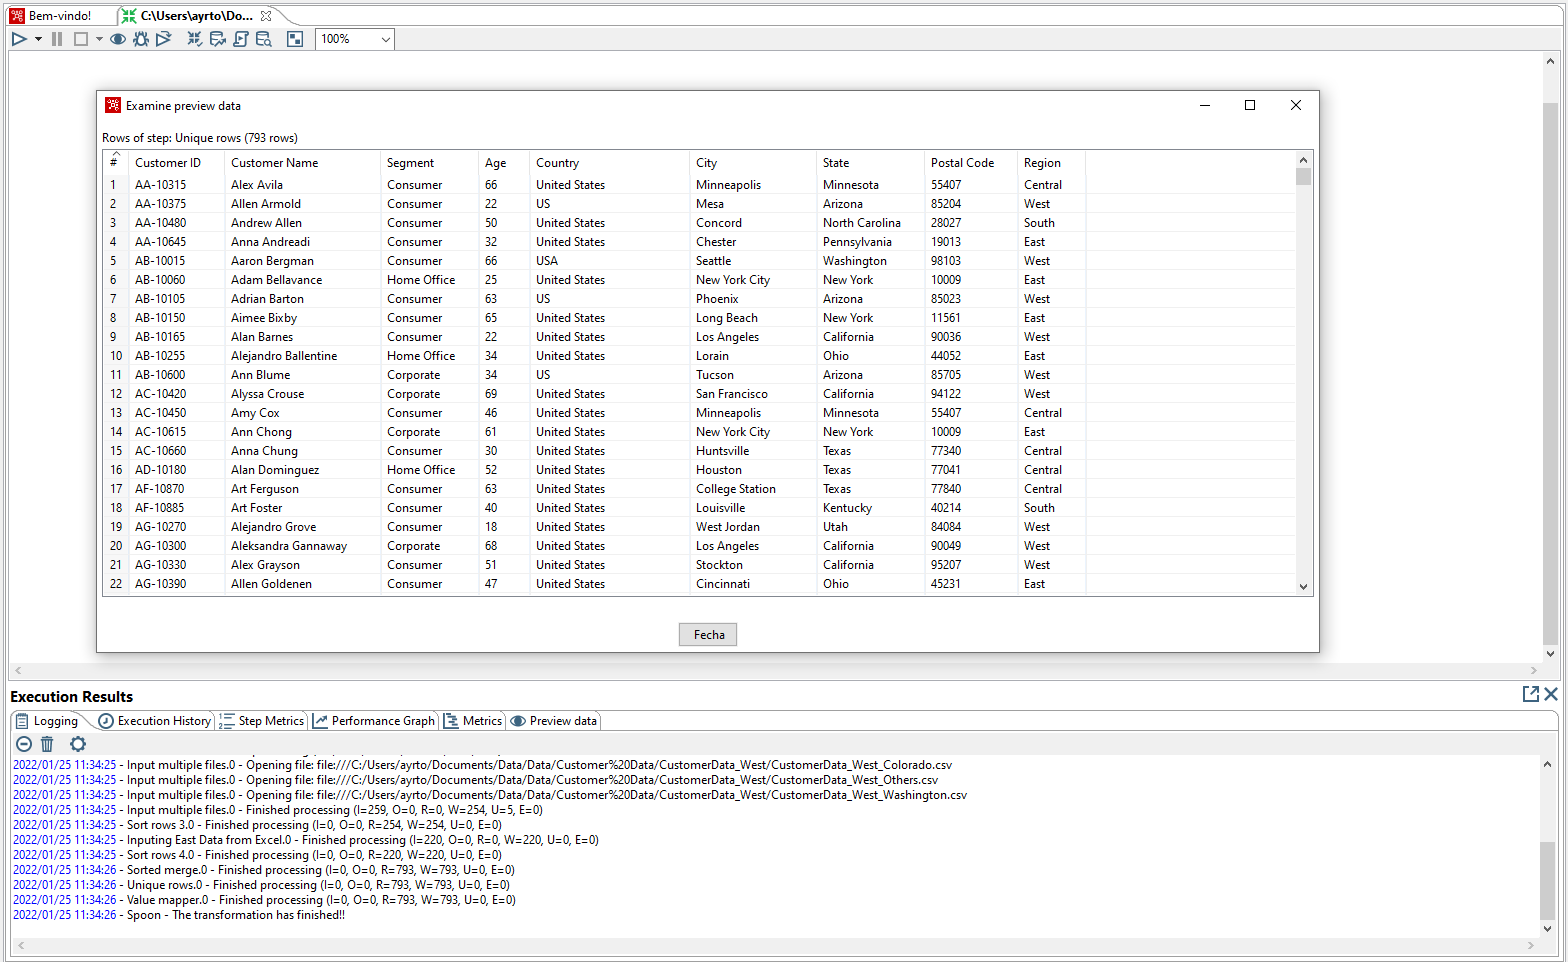 Bem-vindo!
C:\Users\ayrto\Do...
100%
Examine preview data
Rows of step: Unique rows (793 rows)
# Customer ID Customer Name Segment Age Country City State Postal Code Region
1 AA-10315 Alex Avila Consumer 66 United States Minneapolis Minnesota 55407 Central
2 AA-10375 Allen Armold Consumer 22 US Mesa Arizona 85204 West
3 AA-10480 Andrew Allen Consumer 50 United States Concord North Carolina 28027 South
4 AA-10645 Anna Andreadi Consumer 32 United States Chester Pennsylvania 19013 East
5 AB-10015 Aaron Bergman Consumer 66 USA Seattle Washington 98103 West
6 AB-10060 Adam Bellavance Home Office 25 United States New York City New York 10009 East
7 AB-10105 Adrian Barton Consumer 63 US Phoenix Arizona 85023 West
8 AB-10150 Aimee Bixby Consumer 65 United States Long Beach New York 11561 East
9 AB-10165 Alan Barnes Consumer 22 United States Los Angeles California 90036 West
10 AB-10255 Alejandro Ballentine Home Office 34 United States Lorain Ohio 44052 East
11 AB-10600 Ann Blume Corporate 34 US Tucson Arizona 85705 West
12 AC-10420 Alyssa Crouse Corporate 69 United States San Francisco California 94122 West
13 AC-10450 Amy Cox Consumer 46 United States Minneapolis Minnesota 55407 Central
14 AC-10615 Ann Chong Corporate 61 United States New York City New York 10009 East
15 AC-10660 Anna Chung Consumer 30 United States Huntsville Texas 77340 Central
16 AD-10180 Alan Dominguez Home Office 52 United States Houston Texas 77041 Central
17 AF-10870 Art Ferguson Consumer 63 United States College Station Texas 77840 Central
18 AF-10885 Art Foster Consumer 40 United States Louisville Kentucky 40214 South
19 AG-10270 Alejandro Grove Consumer 18 United States West Jordan Utah 84084 West
20 AG-10300 Aleksandra Gannaway Corporate 68 United States Los Angeles California 90049 West
21 AG-10330 Alex Grayson Consumer 51 United States Stockton California 95207 West
22 AG-10390 Allen Goldenen Consumer 47 United States Cincinnati Ohio 45231 East
Fecha
Execution Results
Logging Execution History Step Metrics Performance Graph Metrics Preview data
2022/01/25 11:34:25 - Input multiple files.0 - Opening file: file:///C:/Users/ayrto/Documents/Data/Data/Customer%20Data/CustomerData_West/CustomerData_West_Colorado.csv
2022/01/25 11:34:25 - Input multiple files.0 - Opening file: file:///C:/Users/ayrto/Documents/Data/Data/Customer%20Data/CustomerData_West/CustomerData_West_Others.csv
2022/01/25 11:34:25 - Input multiple files.0 - Opening file: file:///C:/Users/ayrto/Documents/Data/Data/Customer%20Data/CustomerData_West/CustomerData_West_Washington.csv
2022/01/25 11:34:25 - Input multiple files.0 - Finished processing (I=259, O=0, R=0, W=254, U=5, E=0)
2022/01/25 11:34:25 - Sort rows 3.0 - Finished processing (I=0, O=0, R=254, W=254, U=0, E=0)
2022/01/25 11:34:25 - Inputing East Data from Excel.0 - Finished processing (I=220, O=0, R=0, W=220, U=0, E=0)
2022/01/25 11:34:25 - Sort rows 4.0 - Finished processing (I=0, O=0, R=220, W=220, U=0, E=0)
2022/01/25 11:34:26 - Sorted merge.0 - Finished processing (I=0, O=0, R=793, W=793, U=0, E=0)
2022/01/25 11:34:26 - Unique rows.0 - Finished processing (I=0, O=0, R=793, W=793, U=0, E=0)
2022/01/25 11:34:26 - Value mapper.0 - Finished processing (I=0, O=0, R=793, W=793, U=0, E=0)
2022/01/25 11:34:26 - Spoon - The transformation has finished!!